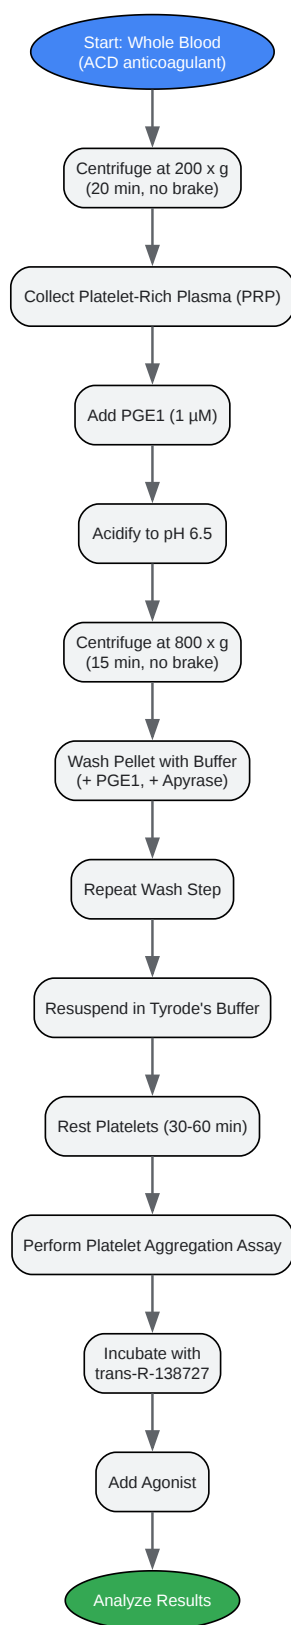 Start: Whole Blood
(ACD anticoagulant)
Centrifuge at 200 x g
(20 min, no brake)
Collect Platelet-Rich Plasma (PRP)
Add PGE1 (1 µM)
Acidify to pH 6.5
Centrifuge at 800 x g
(15 min, no brake)
Wash Pellet with Buffer
(+ PGE1, + Apyrase)
Repeat Wash Step
Resuspend in Tyrode's Buffer
Rest Platelets (30-60 min)
Perform Platelet Aggregation Assay
Incubate with
trans-R-138727
Add Agonist
Analyze Results